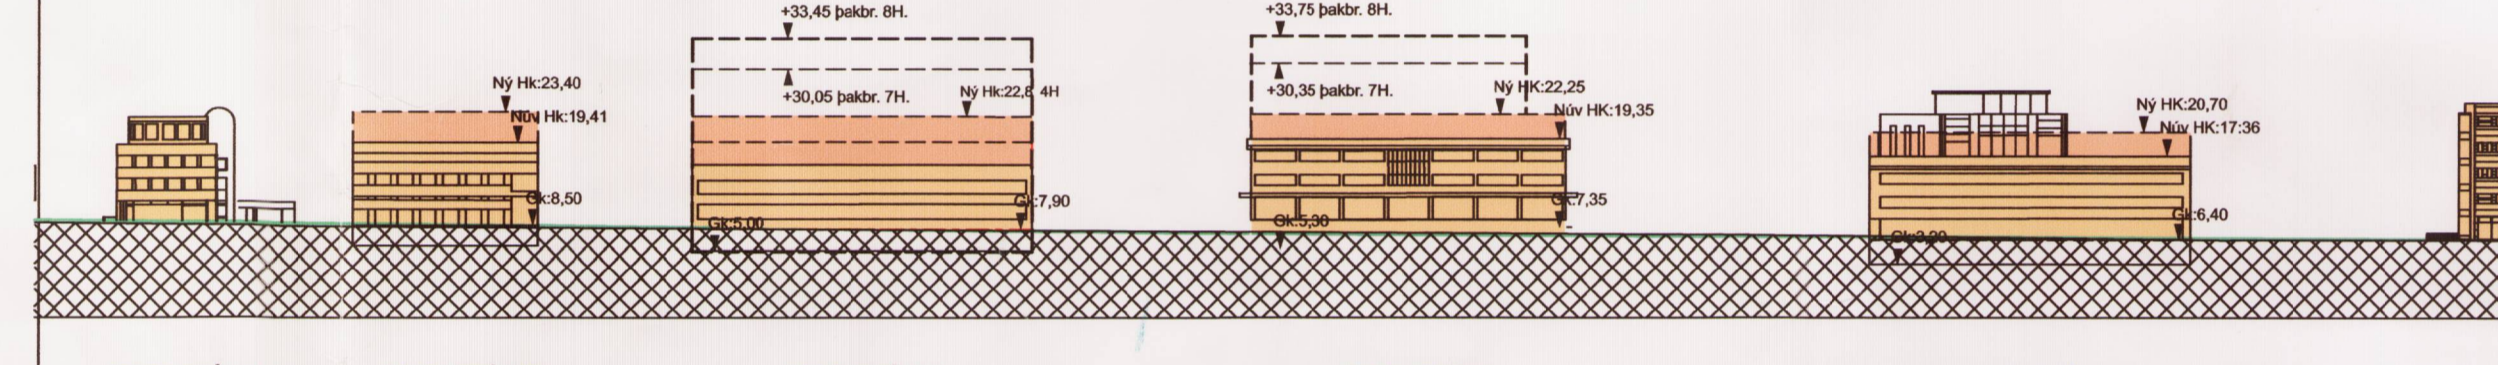 +33,45 þakbr. 8H.
+33,75 þakbr. 8H.
Ný Hk:23,40
+30,05 þakbr. 7H.
Ný Hk:22,8 4H
+30,35 þakbr. 7H.
Ný HK:22,25
Núv Hk:19,41
Núv HK:19,35
Ný HK:20,70
Núv HK:17:36
Gk:8,50
Gk:7,90
Gk:7,35
Gk:5,00
Gk:5,30
Gk:6,40
Gk:3,20